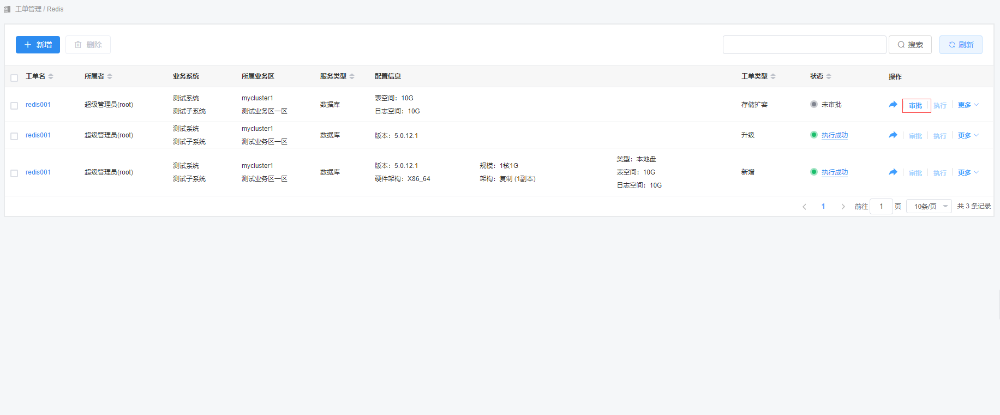 工单管理 / Redis
新增 删除 搜索 刷新
工单名 所属者 业务系统 所属业务区 服务类型 配置信息 工单类型 状态 操作
redis001 超级管理员(root) 测试系统 mycluster1 数据库 表空间：10G 存储扩容 未审批 审批 执行 更多
测试子系统 测试业务区一区 日志空间：10G
redis001 超级管理员(root) 测试系统 mycluster1 数据库 版本：5.0.12.1 升级 执行成功 审批 执行 更多
测试子系统 测试业务区一区
redis001 超级管理员(root) 测试系统 mycluster1 数据库 版本：5.0.12.1 规模：1核1G 类型：本地盘 新增 执行成功 审批 执行 更多
测试子系统 测试业务区一区 硬件架构：X86_64 架构：复制 (1副本) 表空间：10G
日志空间：10G
1 前往 1 页 10条/页 共 3 条记录